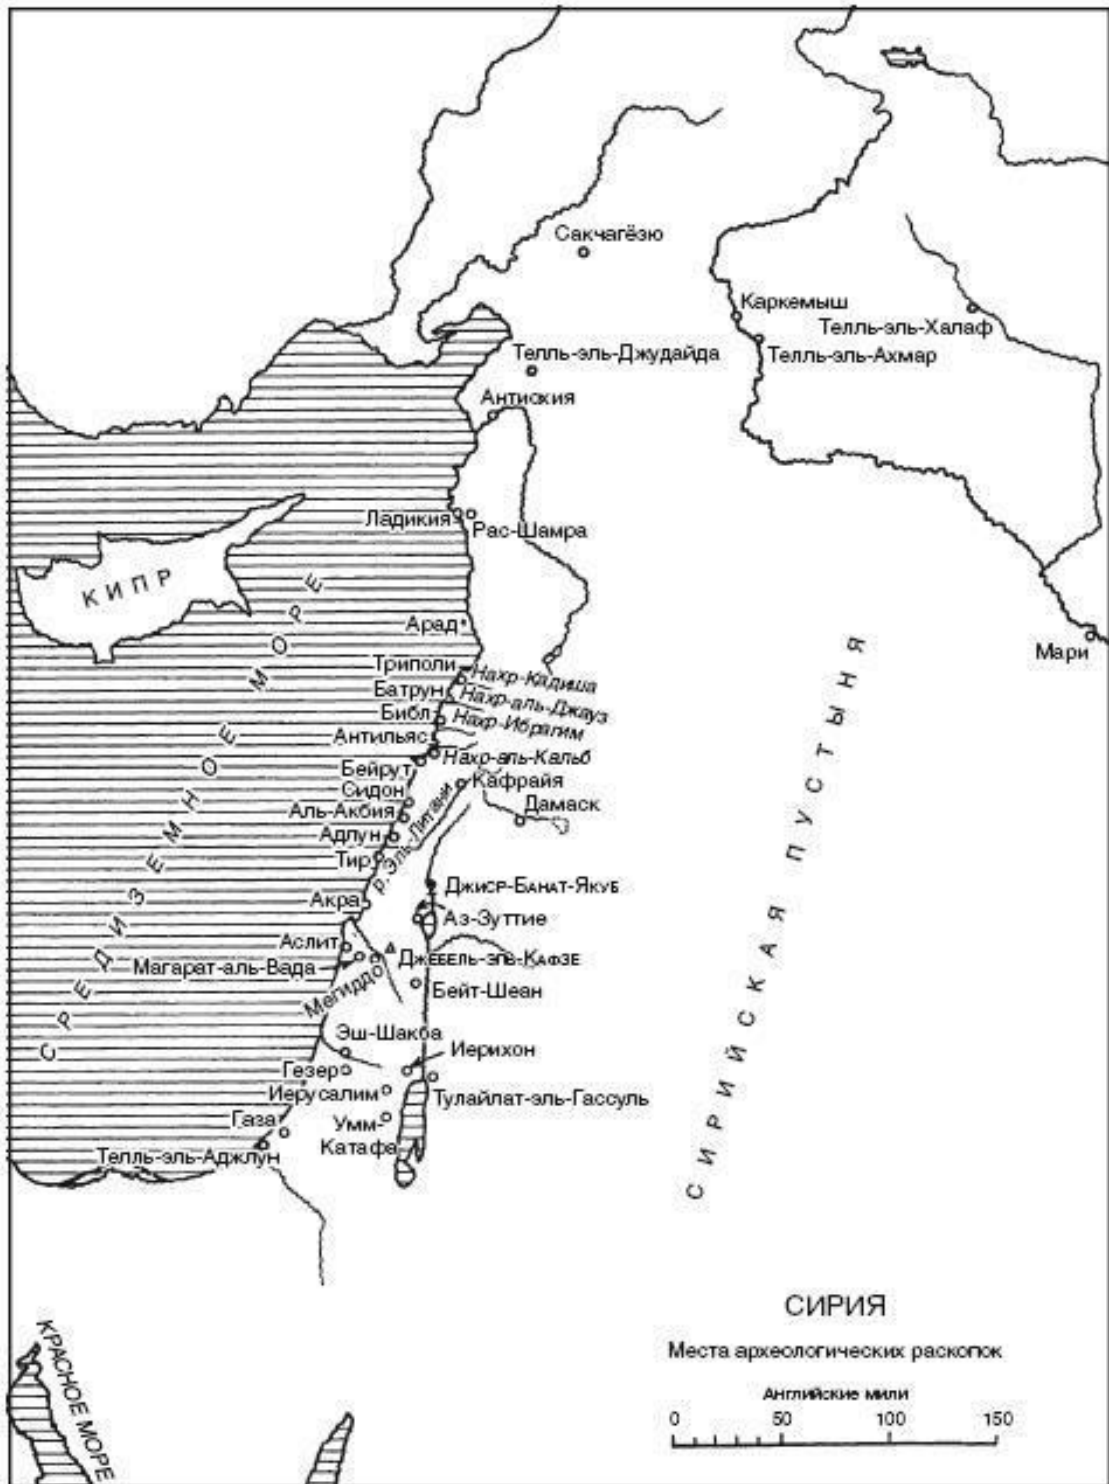 Сакчагёзю
Каркемыш
Телль-эль-Халаф
Телль-эль-Ахмар
Телль-эль-Джудайда
Антиохия
Ладикия
Рас-Шамра
КИПР
СРЕДИЗЕМНОЕ МОРЕ
Арад
Мари
Триполи
Нахр-Кадиша
Батрун
Нахр-аль-Джауз
Библ
Нахр-Ибрагим
Антильяс
Нахр-аль-Кальб
Бейрут
Кафрайя
Сидон
Дамаск
Аль-Акбия
Адлун
Тир
р. Эль-Литани
СИРИЙСКАЯ ПУСТЫНЯ
Джиср-Банат-Якуб
Акра
Аз-Зуттие
Аслит
Джебель-эль-Кафзе
Магарат-аль-Вада
Мегиддо
Бейт-Шеан
Эш-Шакба
Иерихон
Гезер
Иерусалим
Тулайлат-эль-Гассуль
Газа
Умм-
Катафа
Телль-эль-Аджлун
КРАСНОЕ МОРЕ
СИРИЯ
Места археологических раскопок
Английские мили
0 50 100 150